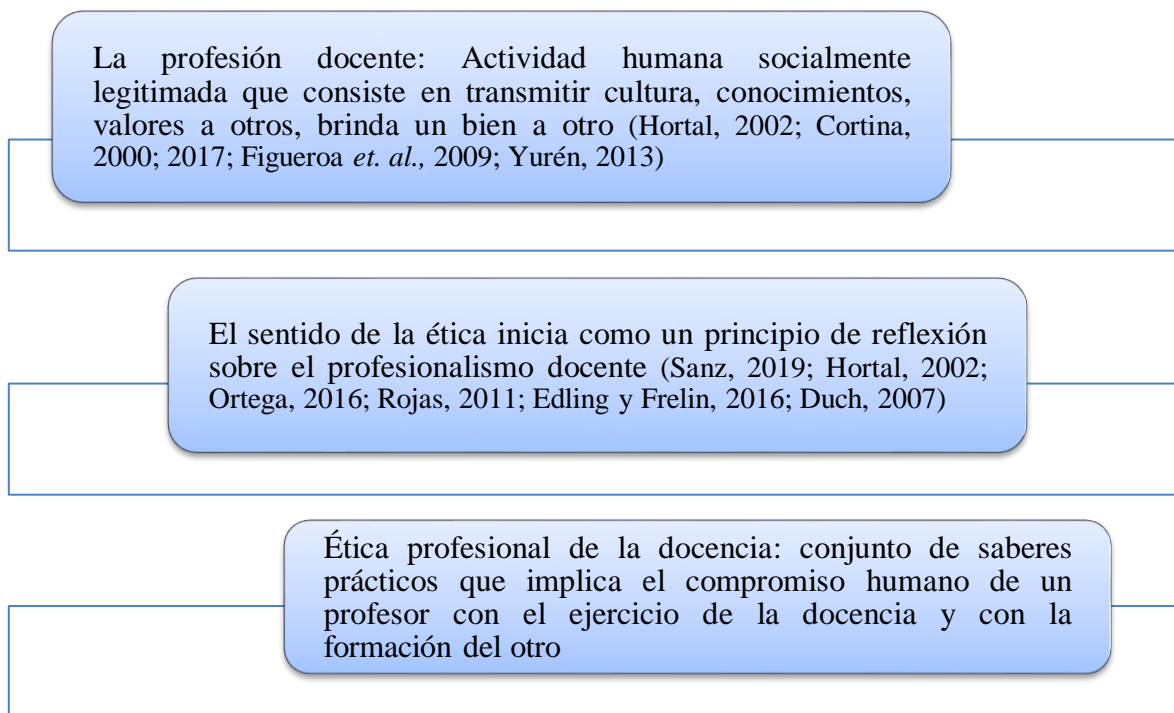 La profesión docente: Actividad humana socialmente
legitimada que consiste en transmitir cultura, conocimientos,
valores a otros, brinda un bien a otro (Hortal, 2002; Cortina,
2000; 2017; Figueroa et. al., 2009; Yurén, 2013)
El sentido de la ética inicia como un principio de reflexión
sobre el profesionalismo docente (Sanz, 2019; Hortal, 2002;
Ortega, 2016; Rojas, 2011; Edling y Frelin, 2016; Duch, 2007)
Ética profesional de la docencia: conjunto de saberes
prácticos que implica el compromiso humano de un
profesor con el ejercicio de la docencia y con la
formación del otro